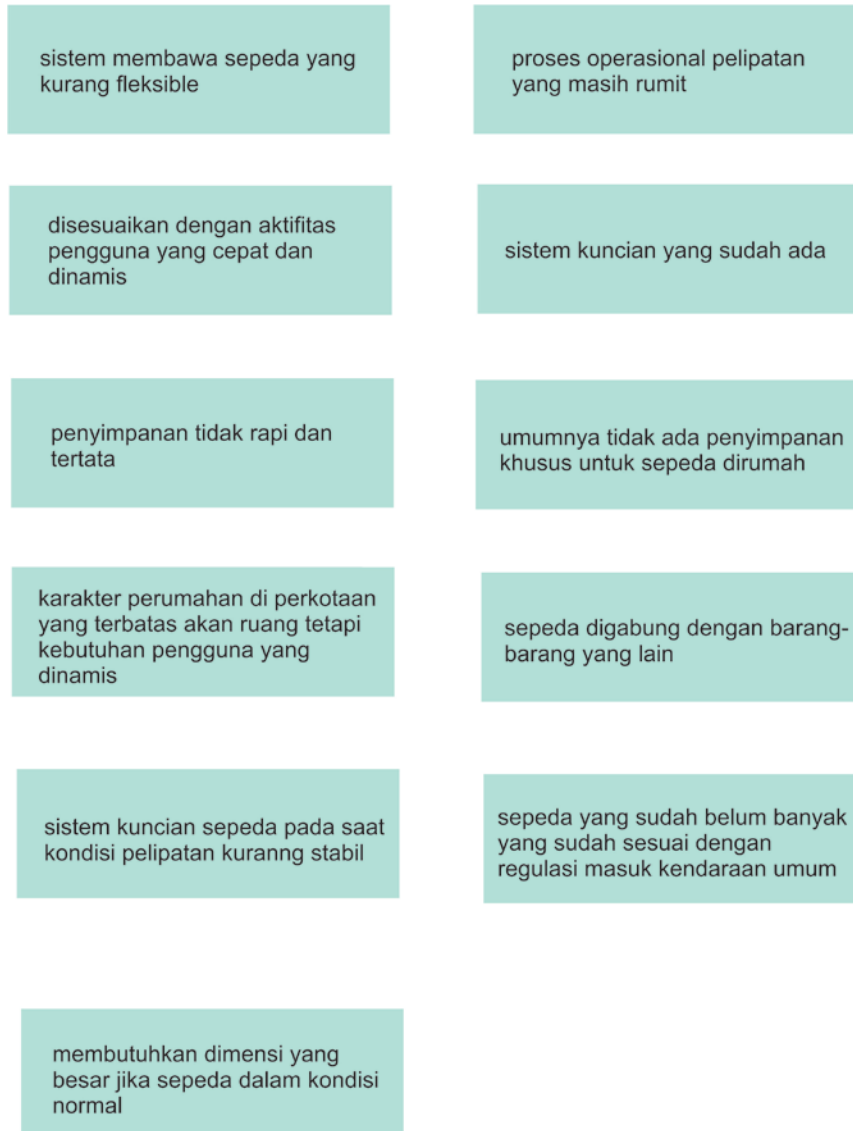 sistem membawa sepeda yang
kurang fleksible
proses operasional pelipatan
yang masih rumit
disesuaikan dengan aktifitas
pengguna yang cepat dan
dinamis
sistem kuncian yang sudah ada
penyimpanan tidak rapi dan
tertata
umumnya tidak ada penyimpanan
khusus untuk sepeda dirumah
karakter perumahan di perkotaan
yang terbatas akan ruang tetapi
kebutuhan pengguna yang
dinamis
sepeda digabung dengan barang-
barang yang lain
sistem kuncian sepeda pada saat
kondisi pelipatan kuranng stabil
sepeda yang sudah belum banyak
yang sudah sesuai dengan
regulasi masuk kendaraan umum
membutuhkan dimensi yang
besar jika sepeda dalam kondisi
normal